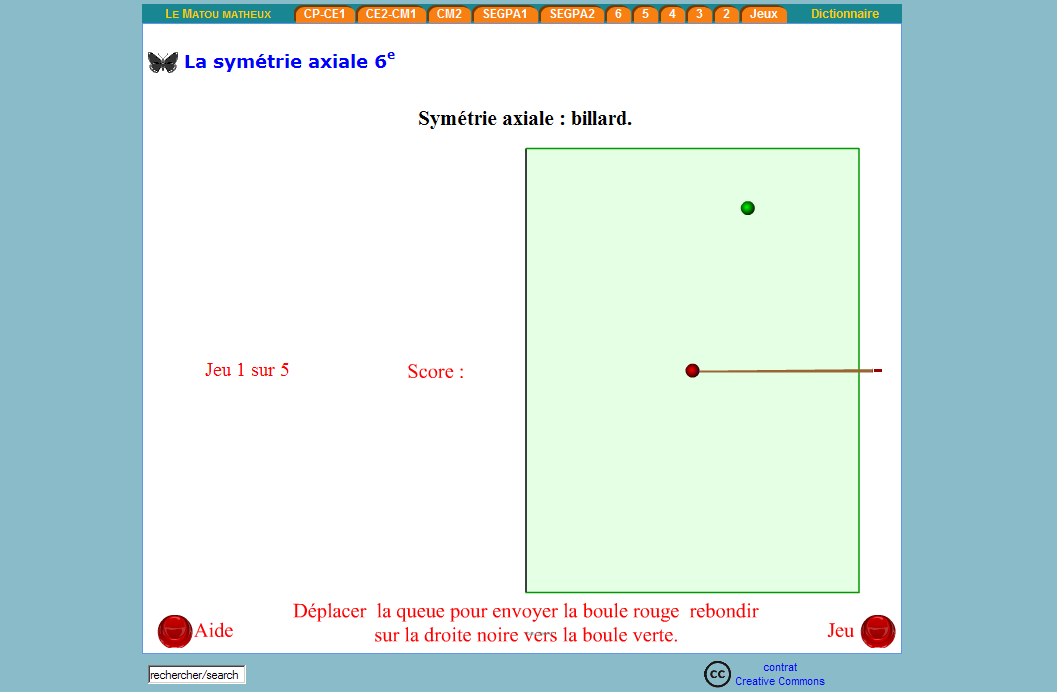 LE MATOU MATHEUX CP-CE1 CE2-CM1 CM2 SEGPA1 SEGPA2 6 5 4 3 2 Jeux Dictionnaire
La symétrie axiale 6e
Symétrie axiale : billard.
Jeu 1 sur 5
Score :
Déplacer la queue pour envoyer la boule rouge rebondir
sur la droite noire vers la boule verte.
Aide
Jeu
rechercher/search
cc
contrat
Creative Commons